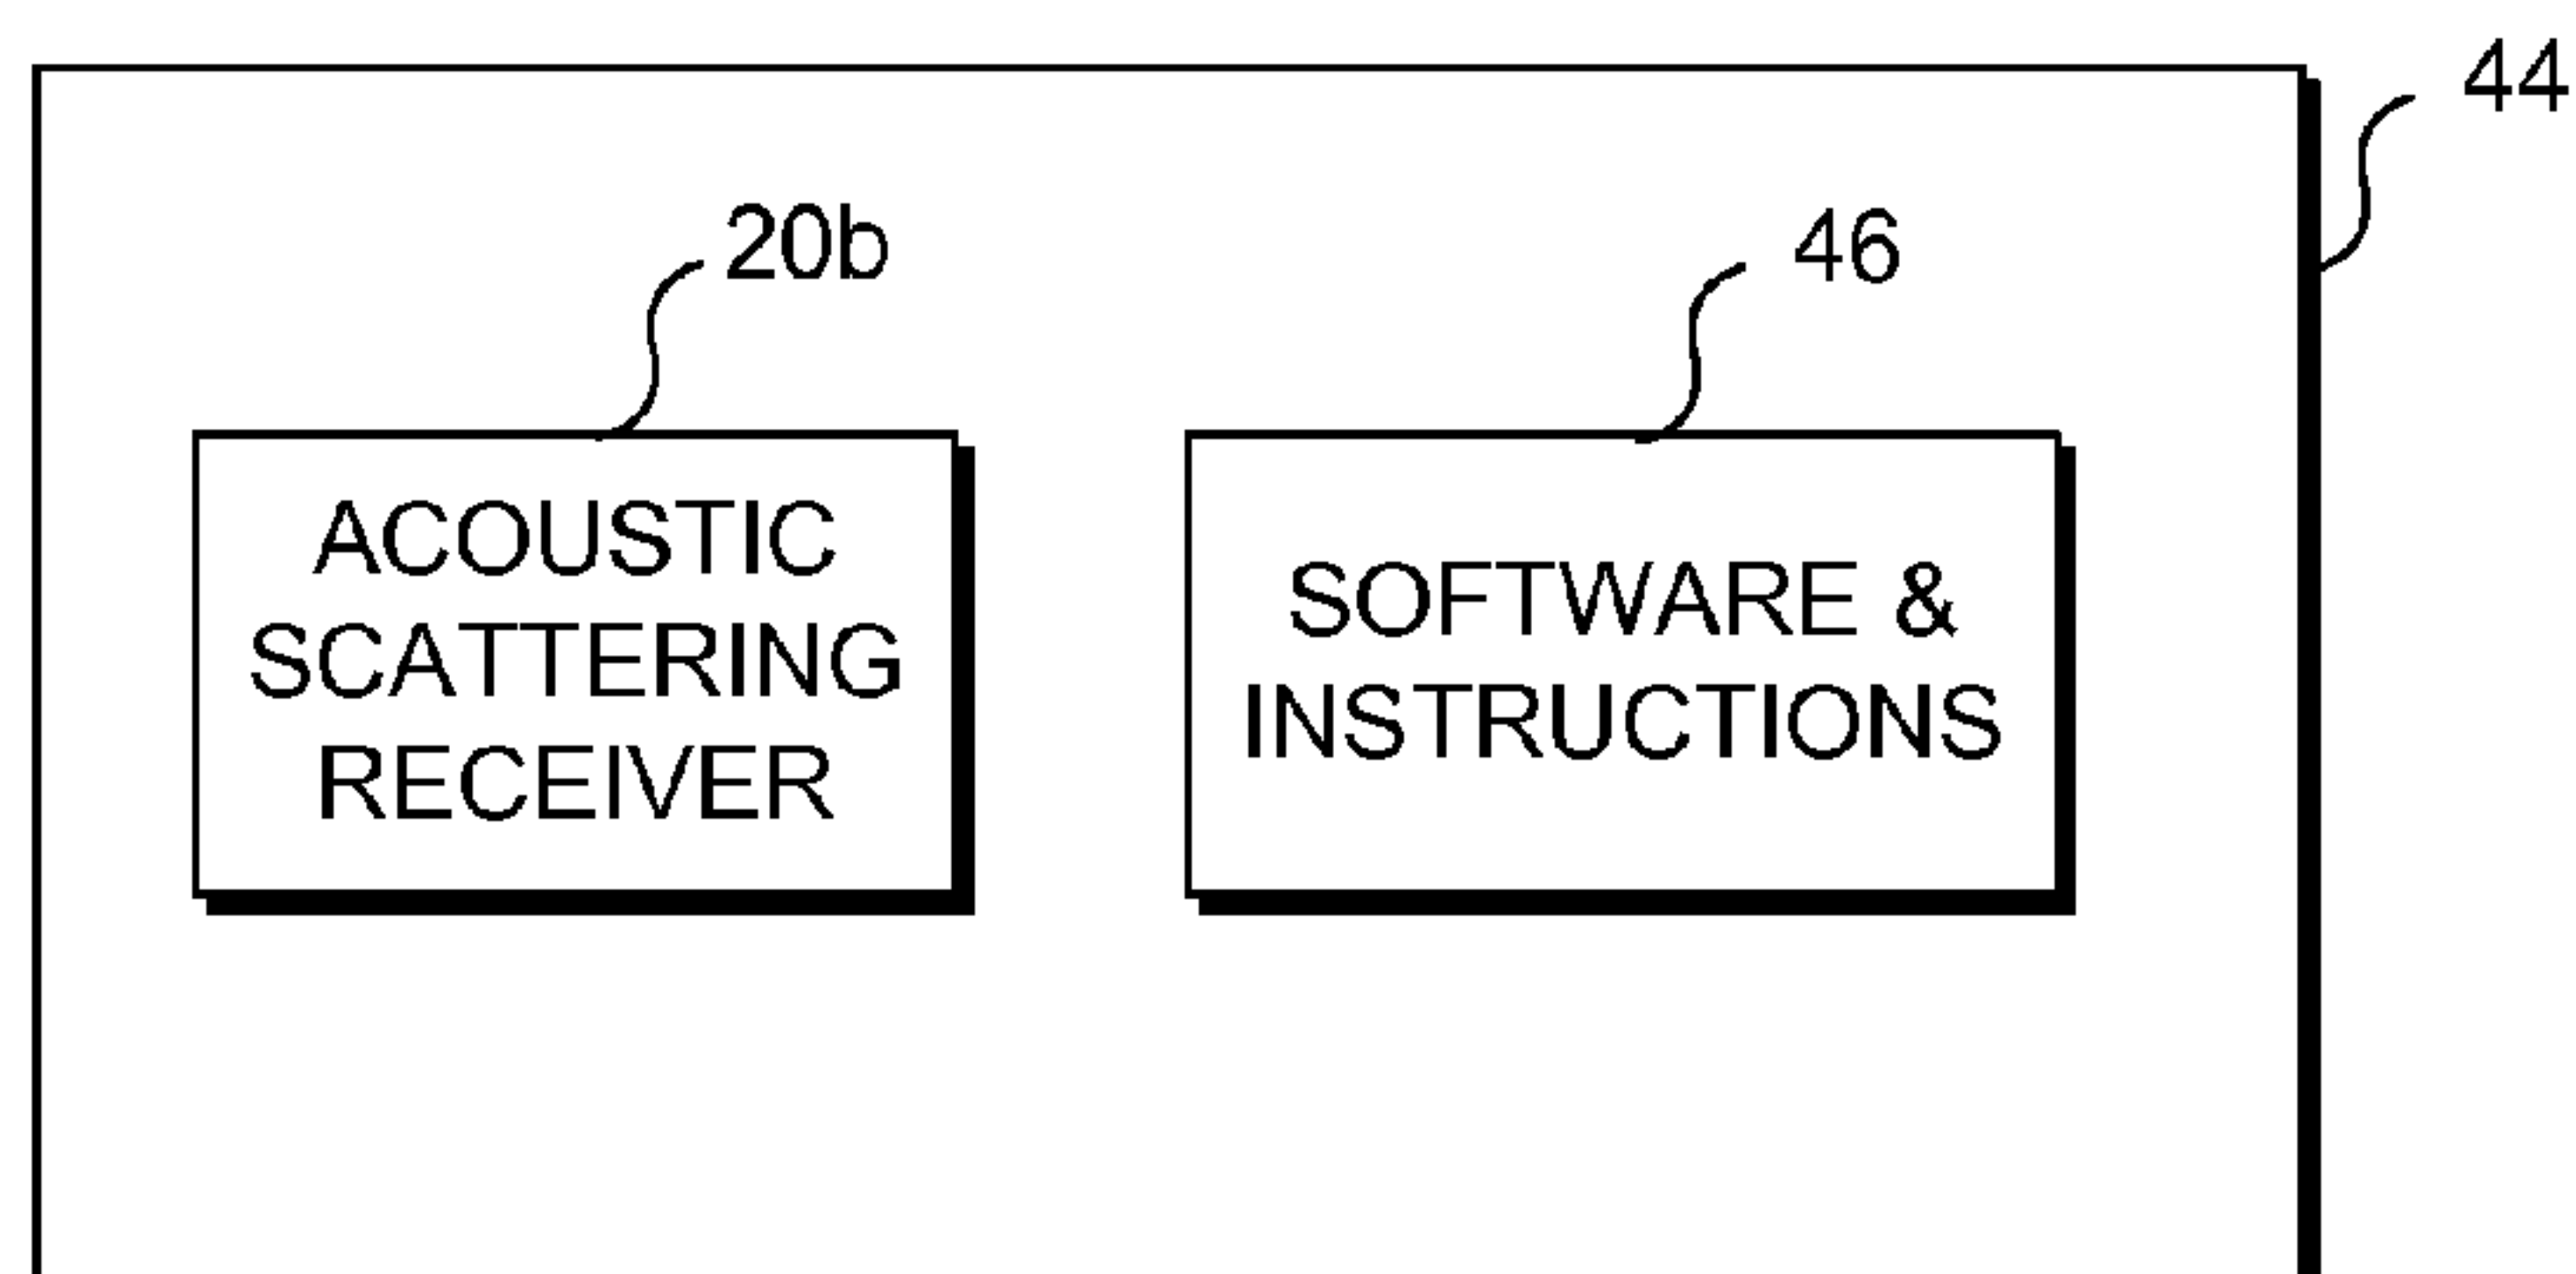 44
20b
46
ACOUSTIC
SCATTERING
RECEIVER
SOFTWARE &
INSTRUCTIONS